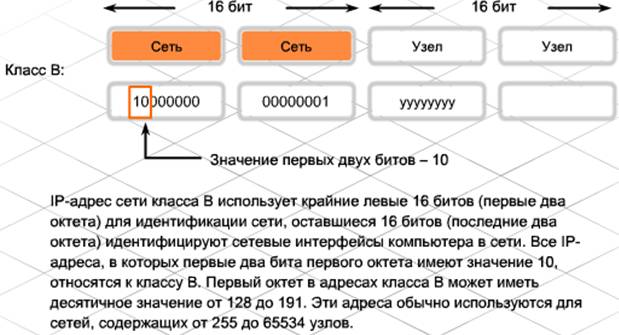 16 бит 16 бит
Сеть Сеть Узел Узел
Класс B:
10000000 00000001 yyyyyyyy
Значение первых двух битов – 10
IP-адрес сети класса B использует крайние левые 16 битов (первые два
октета) для идентификации сети, оставшиеся 16 битов (последние два
октета) идентифицируют сетевые интерфейсы компьютера в сети. Все IP-
адреса, в которых первые два бита первого октета имеют значение 10,
относятся к классу B. Первый октет в адресах класса B может иметь
десятичное значение от 128 до 191. Эти адреса обычно используются для
сетей, содержащих от 255 до 65534 узлов.